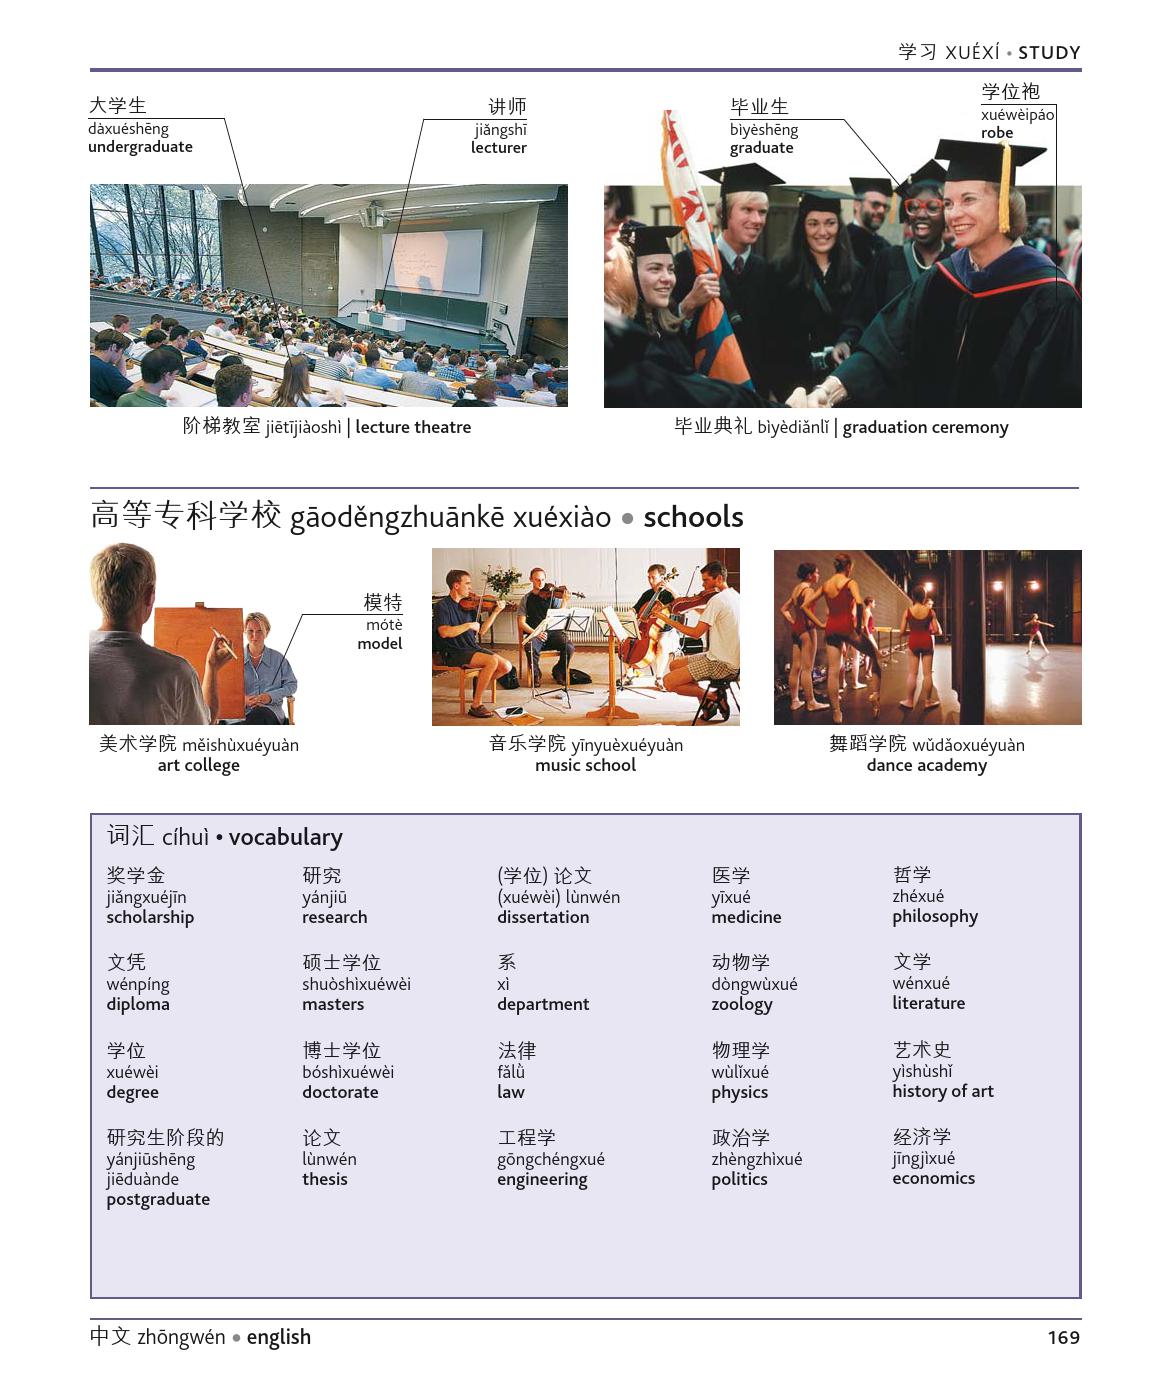 学习 XUÉXÍ • STUDY
大学生
dàxuéshēng
undergraduate
讲师
jiǎngshī
lecturer
毕业生
bìyèshēng
graduate
学位袍
xuéwèipáo
robe
阶梯教室 jiētījiàoshì | lecture theatre
毕业典礼 bìyèdiǎnlǐ | graduation ceremony
高等专科学校 gāoděngzhuānkē xuéxiào • schools
模特
mótè
model
美术学院 měishùxuéyuàn
art college
音乐学院 yīnyuèxuéyuàn
music school
舞蹈学院 wǔdǎoxuéyuàn
dance academy
词汇 cíhuì • vocabulary
奖学金
jiǎngxuéjīn
scholarship
文凭
wénpíng
diploma
学位
xuéwèi
degree
研究生阶段的
yánjiūshēng
jiēduànde
postgraduate
研究
yánjiū
research
硕士学位
shuòshìxuéwèi
masters
博士学位
bóshìxuéwèi
doctorate
论文
lùnwén
thesis
(学位) 论文
(xuéwèi) lùnwén
dissertation
系
xì
department
法律
fǎlǜ
law
工程学
gōngchéngxué
engineering
医学
yīxué
medicine
动物学
dòngwùxué
zoology
物理学
wùlǐxué
physics
政治学
zhèngzhìxué
politics
哲学
zhéxué
philosophy
文学
wénxué
literature
艺术史
yìshùshǐ
history of art
经济学
jīngjìxué
economics
中文 zhōngwén • english
169